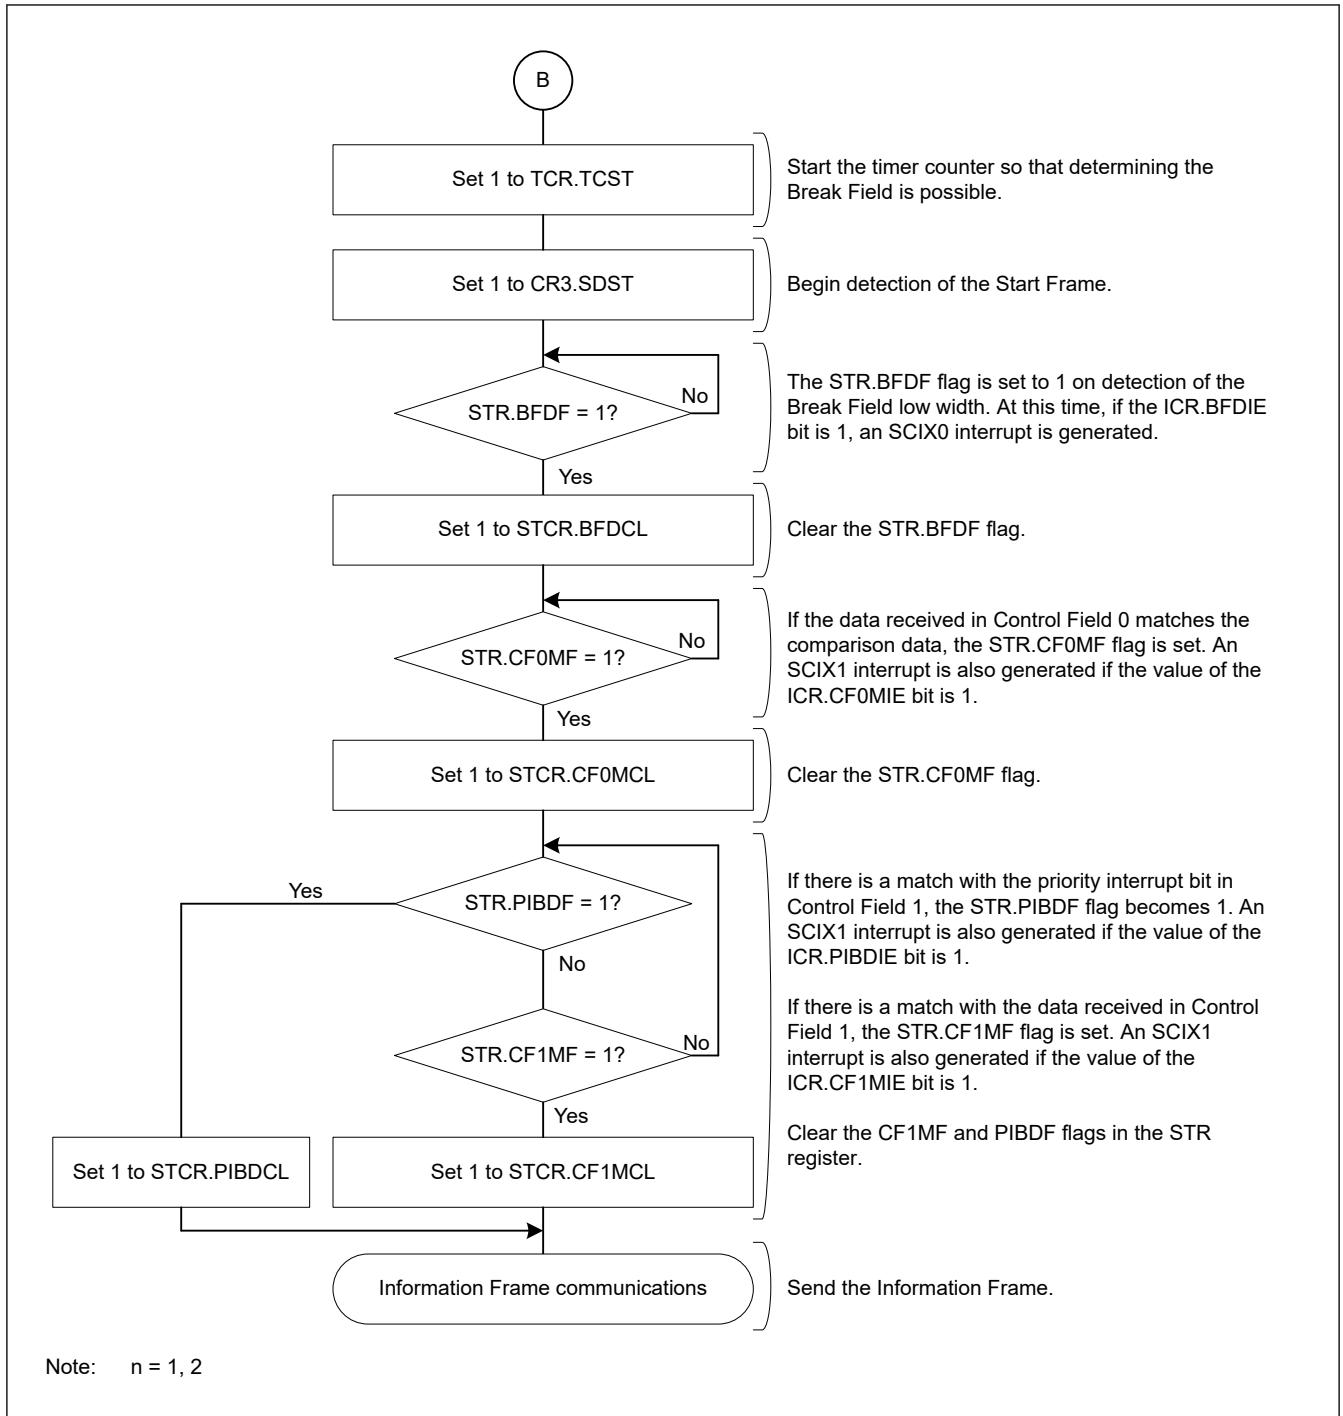 B
Set 1 to TCR.TCST
Start the timer counter so that determining the
Break Field is possible.
Set 1 to CR3.SDST
Begin detection of the Start Frame.
STR.BFDF = 1?
No
Yes
The STR.BFDF flag is set to 1 on detection of the
Break Field low width. At this time, if the ICR.BFDIE
bit is 1, an SCIX0 interrupt is generated.
Set 1 to STCR.BFDCL
Clear the STR.BFDF flag.
STR.CF0MF = 1?
No
Yes
If the data received in Control Field 0 matches the
comparison data, the STR.CF0MF flag is set. An
SCIX1 interrupt is also generated if the value of the
ICR.CF0MIE bit is 1.
Set 1 to STCR.CF0MCL
Clear the STR.CF0MF flag.
Yes
STR.PIBDF = 1?
No
If there is a match with the priority interrupt bit in
Control Field 1, the STR.PIBDF flag becomes 1. An
SCIX1 interrupt is also generated if the value of the
ICR.PIBDIE bit is 1.
STR.CF1MF = 1?
No
Yes
If there is a match with the data received in Control
Field 1, the STR.CF1MF flag is set. An SCIX1
interrupt is also generated if the value of the
ICR.CF1MIE bit is 1.
Set 1 to STCR.PIBDCL
Set 1 to STCR.CF1MCL
Clear the CF1MF and PIBDF flags in the STR
register.
Information Frame communications
Send the Information Frame.
Note: n = 1, 2